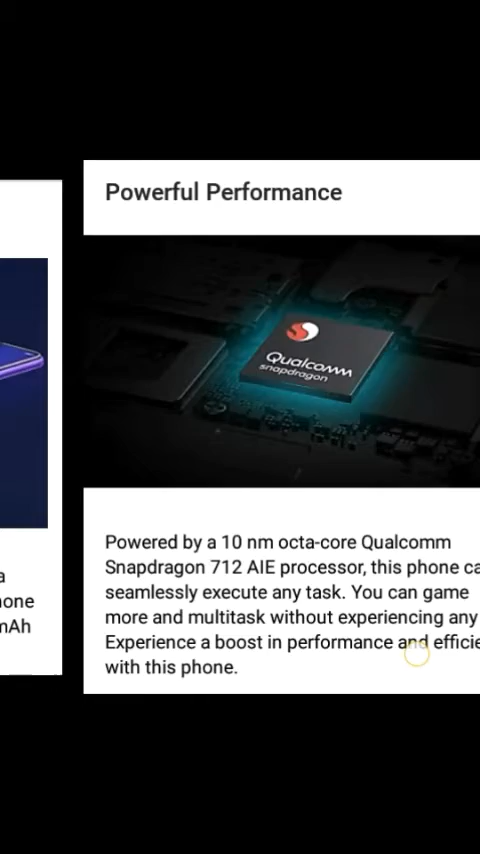 Powerful Performance
Qualcomm
snapdragon
a
hone
mAh
Powered by a 10 nm octa-core Qualcomm
Snapdragon 712 AIE processor, this phone ca
seamlessly execute any task. You can game
more and multitask without experiencing any
Experience a boost in performance and efficie
with this phone.